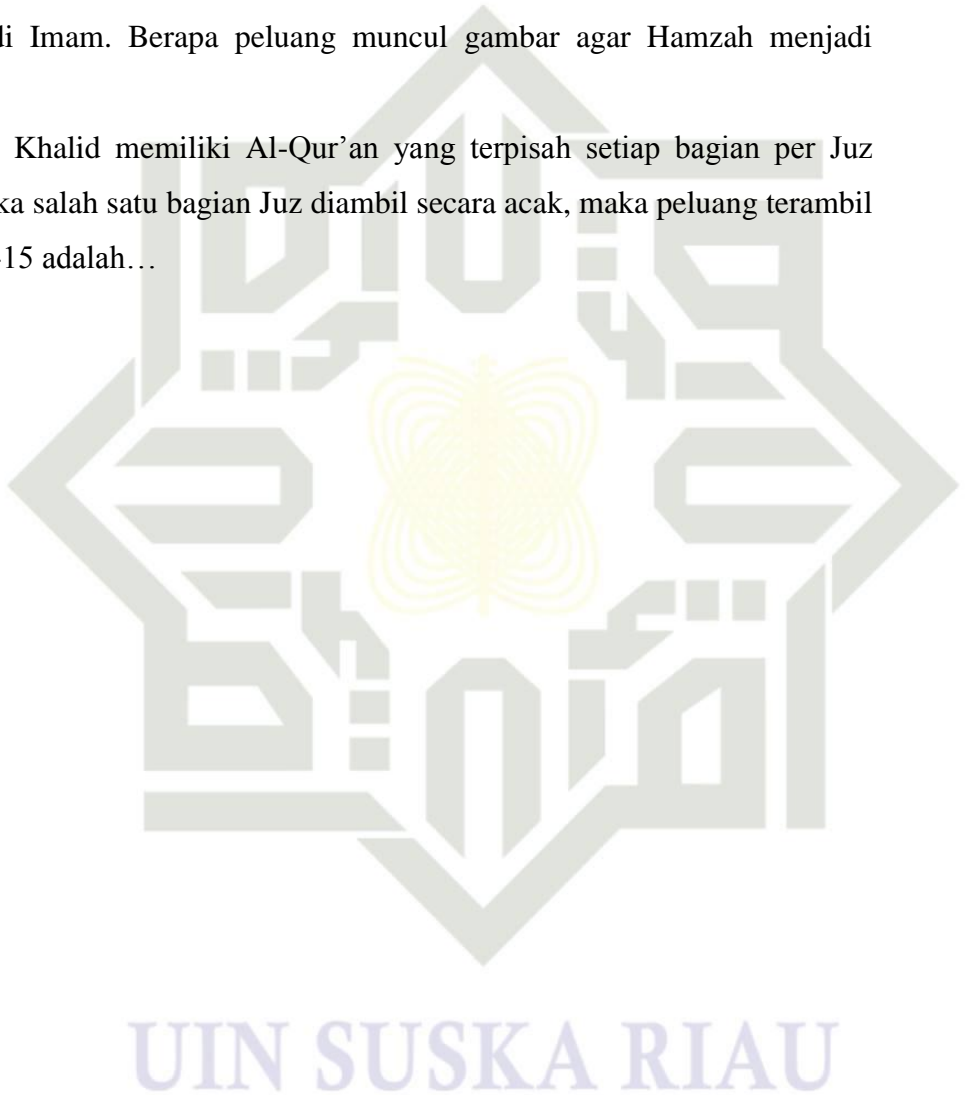 di Imam. Berapa peluang muncul gambar agar Hamzah menjadi
Khalid memiliki Al-Qur’an yang terpisah setiap bagian per Juz
ka salah satu bagian Juz diambil secara acak, maka peluang terambil
-15 adalah…
UIN SUSKA RIAU